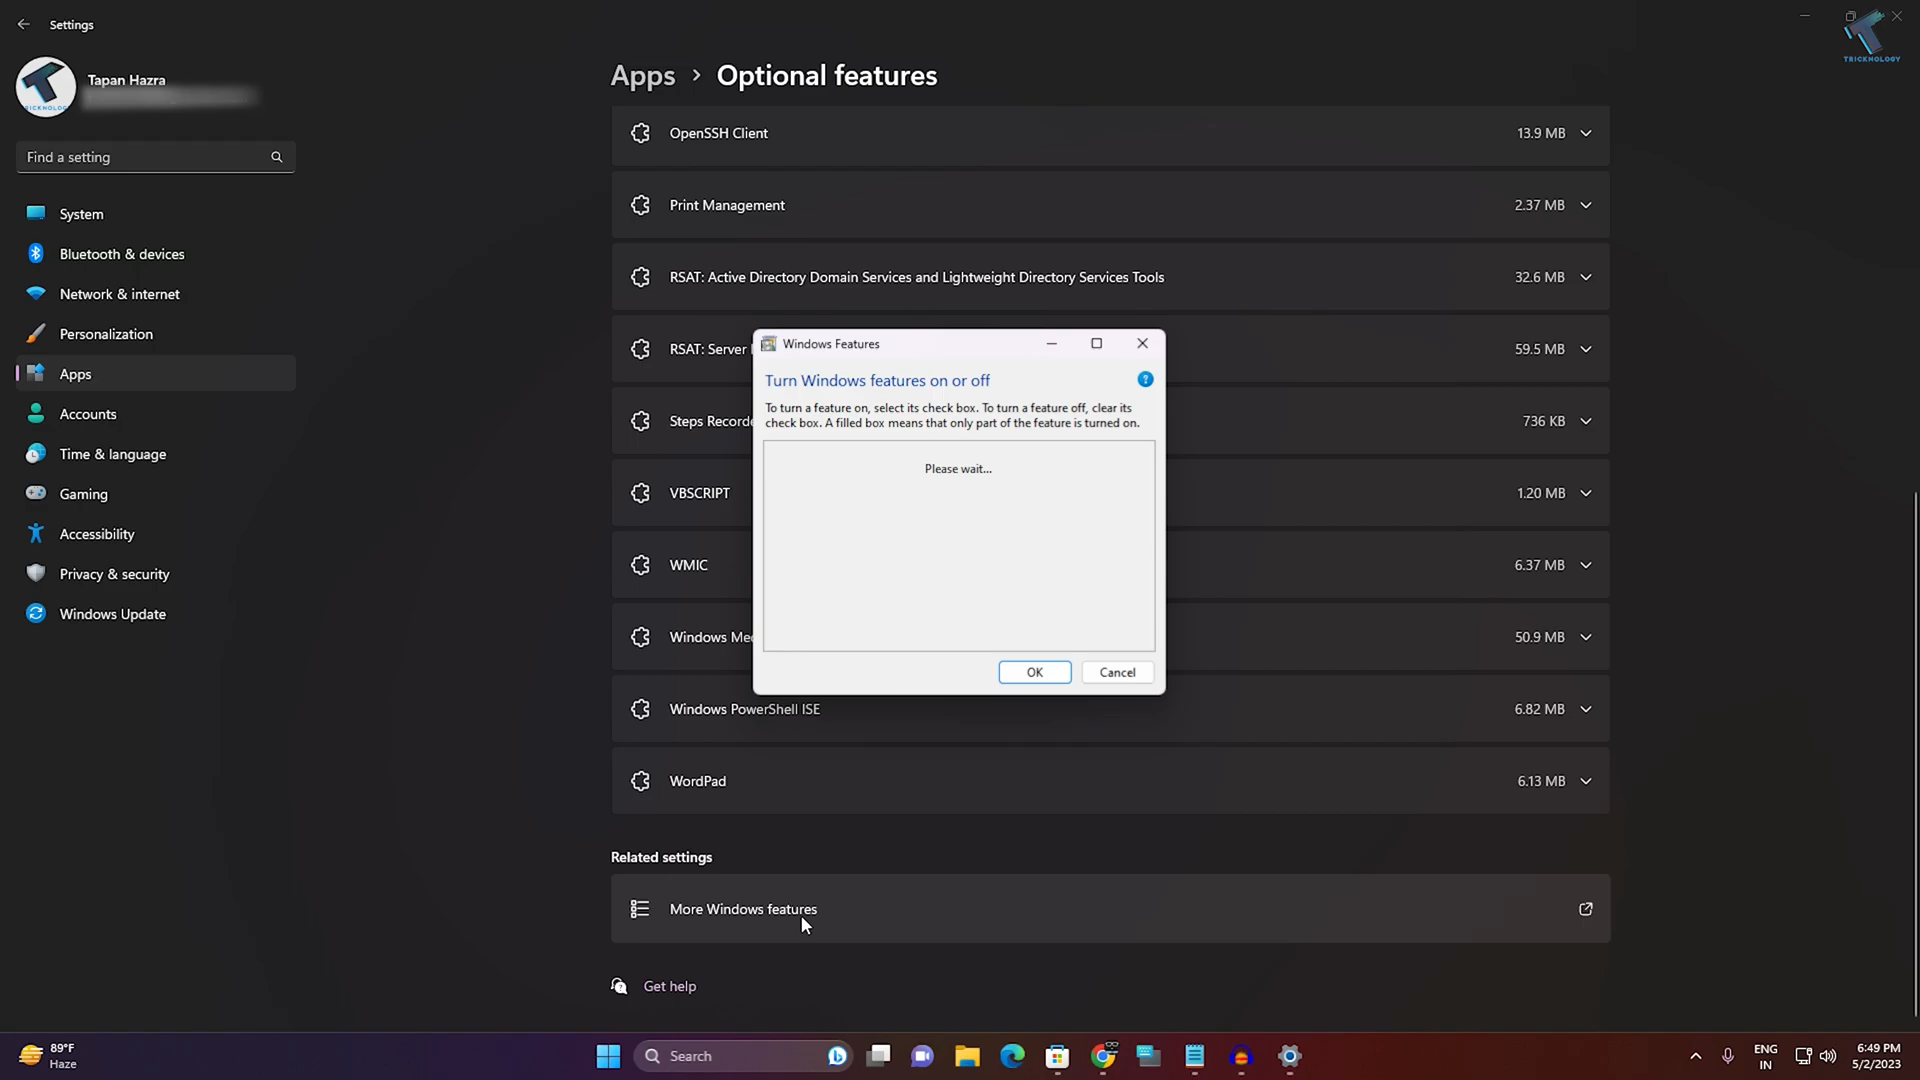 Settings
TRICKNOLOGY
Tapan Hazra
Find a setting
System
Bluetooth & devices
Network & internet
Personalization
Apps
Accounts
Time & language
Gaming
Accessibility
Privacy & security
Windows Update
Apps > Optional features
OpenSSH Client 13.9 MB
Print Management 2.37 MB
RSAT: Active Directory Domain Services and Lightweight Directory Services Tools 32.6 MB
RSAT: Server 59.5 MB
Steps Recorde 736 KB
VBSCRIPT 1.20 MB
WMIC 6.37 MB
Windows Me 50.9 MB
Windows PowerShell ISE 6.82 MB
WordPad 6.13 MB
Windows Features
Turn Windows features on or off
To turn a feature on, select its check box. To turn a feature off, clear its
check box. A filled box means that only part of the feature is turned on.
Please wait...
OK Cancel
Related settings
More Windows features
Get help
89°F
Haze
Search
ENG
IN
6:49 PM
5/2/2023